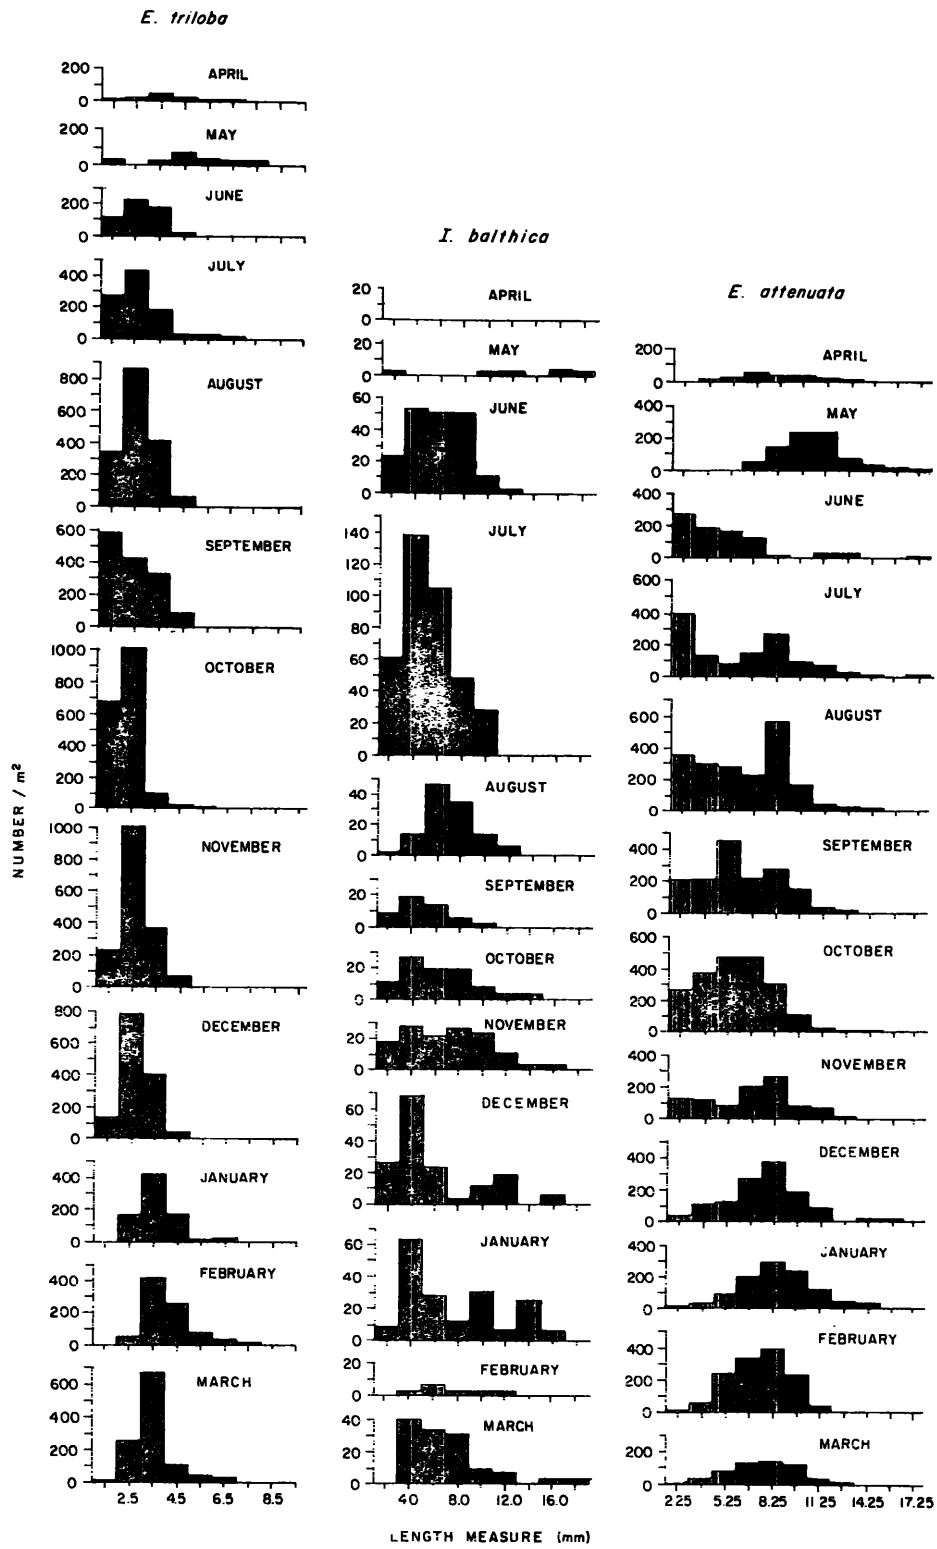 E. triloba
200
0
APRIL
200
0
MAY
200
0
JUNE
400
200
0
JULY
800
600
400
200
0
AUGUST
600
400
200
0
SEPTEMBER
1000
800
600
400
200
0
OCTOBER
1000
800
600
400
200
0
NOVEMBER
800
600
400
200
0
DECEMBER
400
200
0
JANUARY
400
200
0
FEBRUARY
600
400
200
0
MARCH
2.5 4.5 6.5 8.5
NUMBER / m²
I. balthica
20
0
APRIL
20
0
MAY
60
40
20
0
JUNE
140
120
100
80
60
40
20
0
JULY
40
20
0
AUGUST
20
0
SEPTEMBER
20
0
OCTOBER
20
0
NOVEMBER
60
40
20
0
DECEMBER
60
40
20
0
JANUARY
20
0
FEBRUARY
40
20
0
MARCH
4.0 8.0 12.0 16.0
LENGTH MEASURE (mm)
E. attenuata
200
0
APRIL
400
200
0
MAY
400
200
0
JUNE
600
400
200
0
JULY
600
400
200
0
AUGUST
400
200
0
SEPTEMBER
600
400
200
0
OCTOBER
400
200
0
NOVEMBER
400
200
0
DECEMBER
400
200
0
JANUARY
400
200
0
FEBRUARY
200
0
MARCH
2.25 5.25 8.25 11.25 14.25 17.25